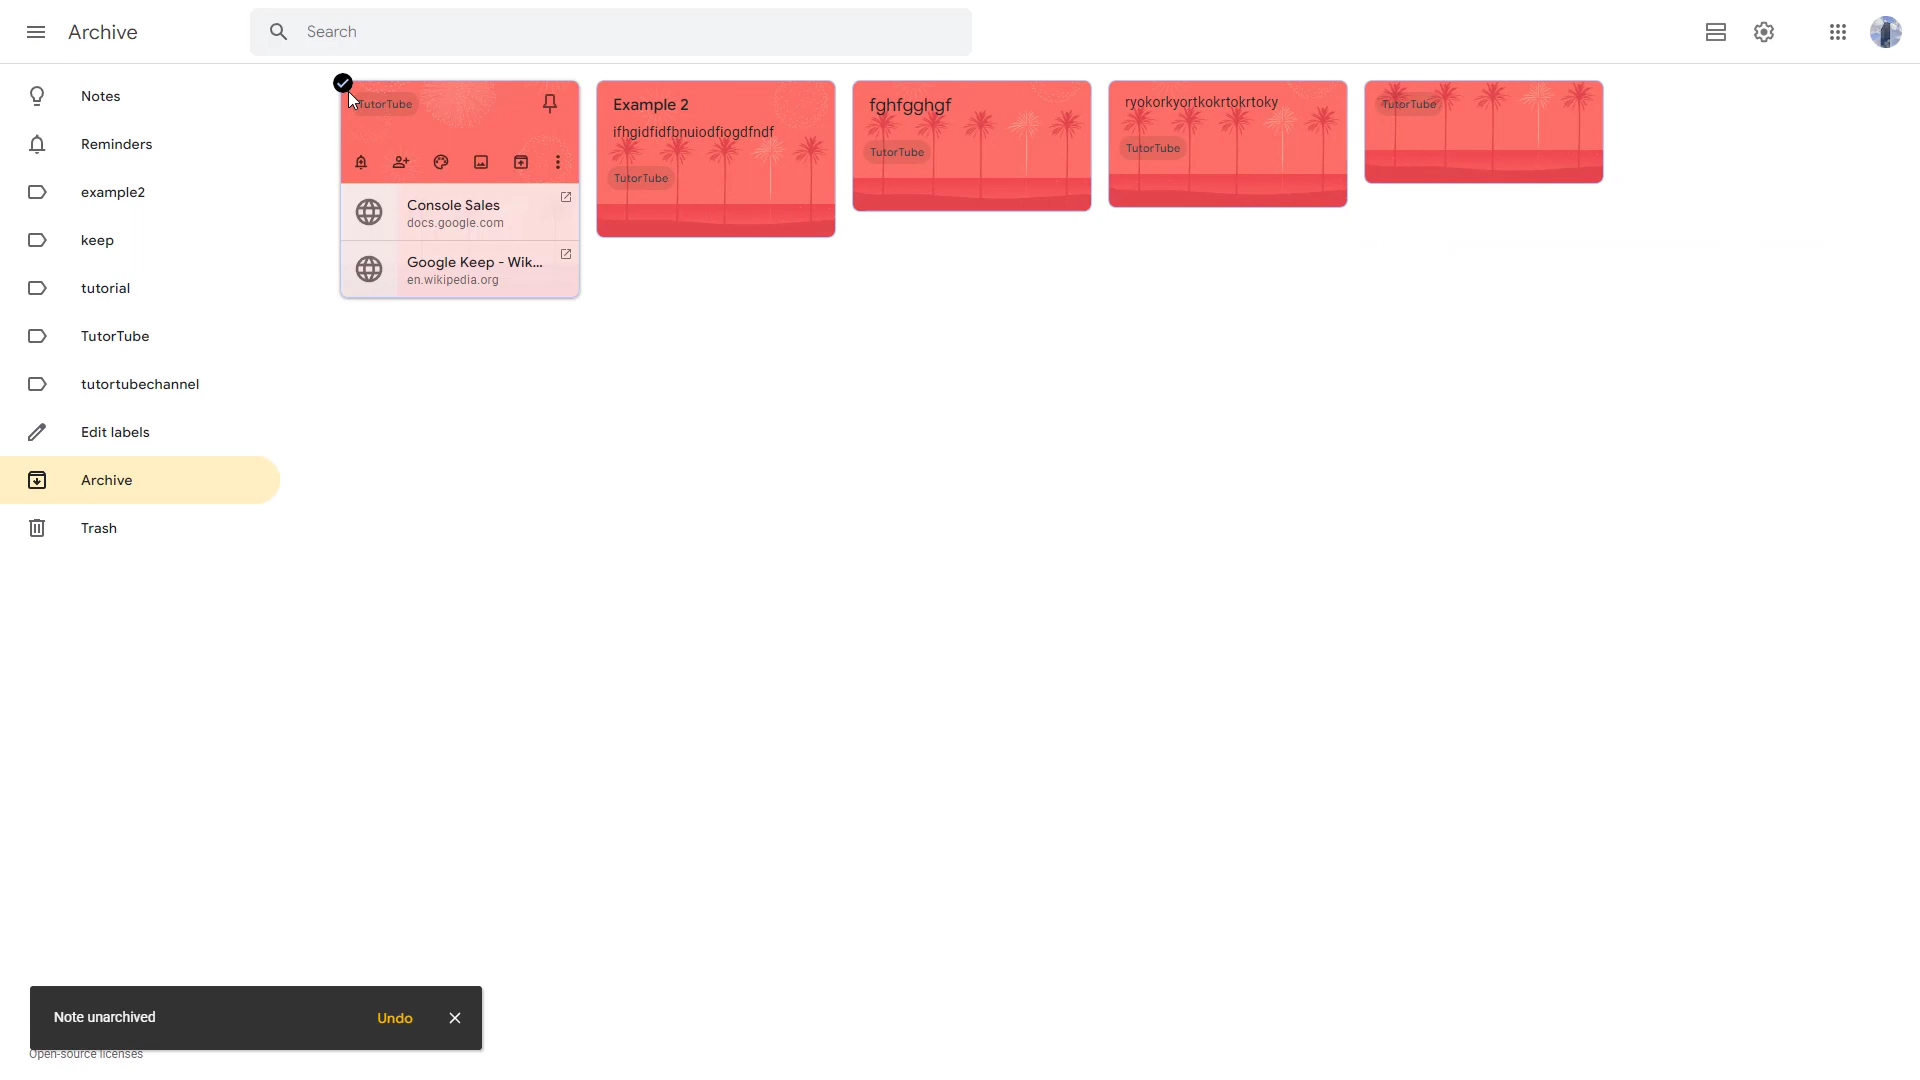 Archive
Search
Notes
Reminders
example2
keep
tutorial
TutorTube
tutortubechannel
Edit labels
Archive
Trash
TutorTube
Console Sales
docs.google.com
Google Keep - Wik...
en.wikipedia.org
Example 2
ifhgidfidfbnuiodfiogdfndf
TutorTube
fghfgghgf
TutorTube
ryokorkyortkokrtokrtoky
TutorTube
TutorTube
Note unarchived
Undo
Open-source licenses